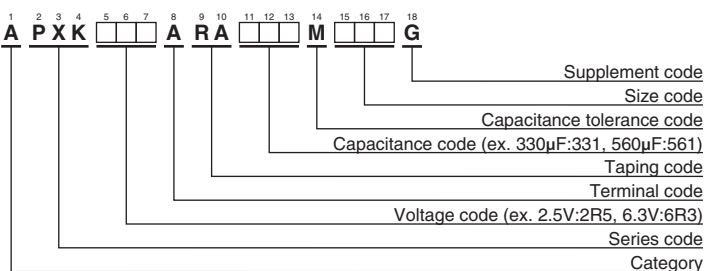 1 2 3 4 5 6 7 8 9 10 11 12 13 14 15 16 17 18
A P X K □□□ A R A □□□ M □□□ G
Supplement code
Size code
Capacitance tolerance code
Capacitance code (ex. 330µF:331, 560µF:561)
Taping code
Terminal code
Voltage code (ex. 2.5V:2R5, 6.3V:6R3)
Series code
Category